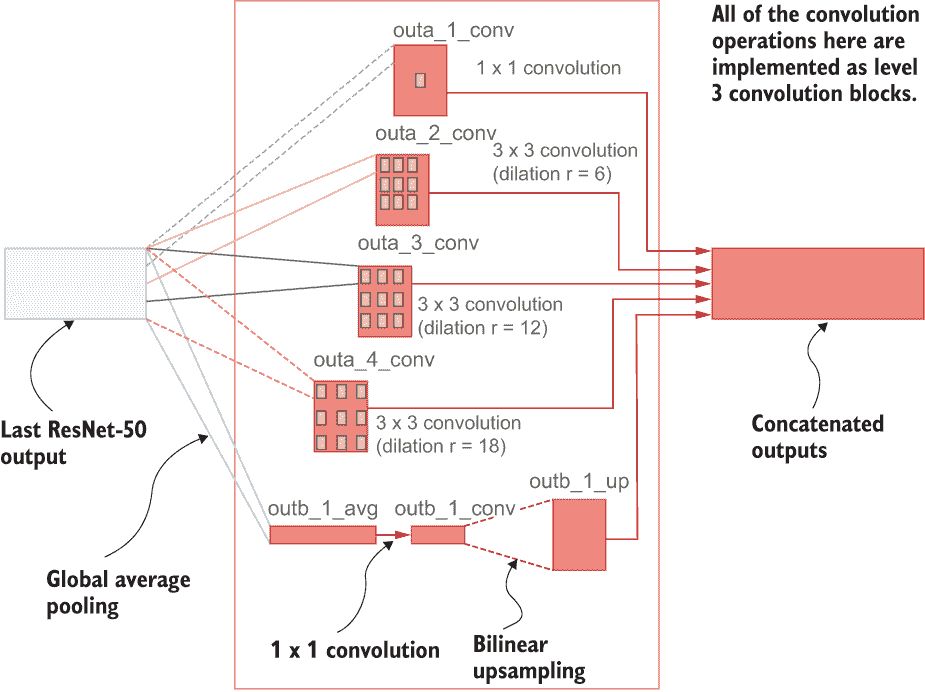 All of the convolution
operations here are
implemented as level
3 convolution blocks.
outa_1_conv
1 x 1 convolution
outa_2_conv
3 x 3 convolution
(dilation r = 6)
outa_3_conv
3 x 3 convolution
(dilation r = 12)
outa_4_conv
3 x 3 convolution
(dilation r = 18)
Last ResNet-50
output
Concatenated
outputs
outb_1_avg
outb_1_conv
outb_1_up
Global average
pooling
1 x 1 convolution
Bilinear
upsampling